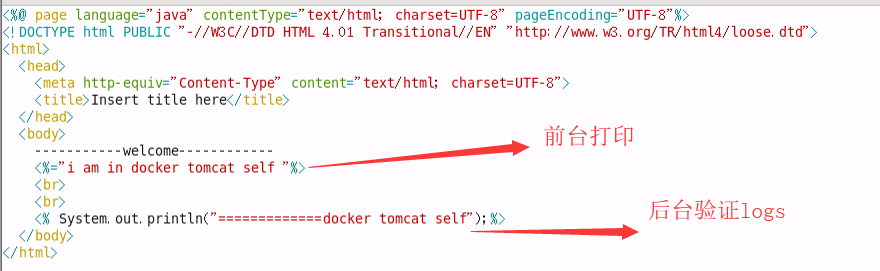 <%@ page language="java" contentType="text/html; charset=UTF-8" pageEncoding="UTF-8"%>
<!DOCTYPE html PUBLIC "-//W3C//DTD HTML 4.01 Transitional//EN" "http://www.w3.org/TR/html4/loose.dtd">
<html>
  <head>
    <meta http-equiv="Content-Type" content="text/html; charset=UTF-8">
    <title>Insert title here</title>
  </head>
  <body>
    -----------welcome------------
    <%="i am in docker tomcat self "%>
前台打印
    <br>
    <br>
    <% System.out.println("=============docker tomcat self");%>
后台验证logs
  </body>
</html>